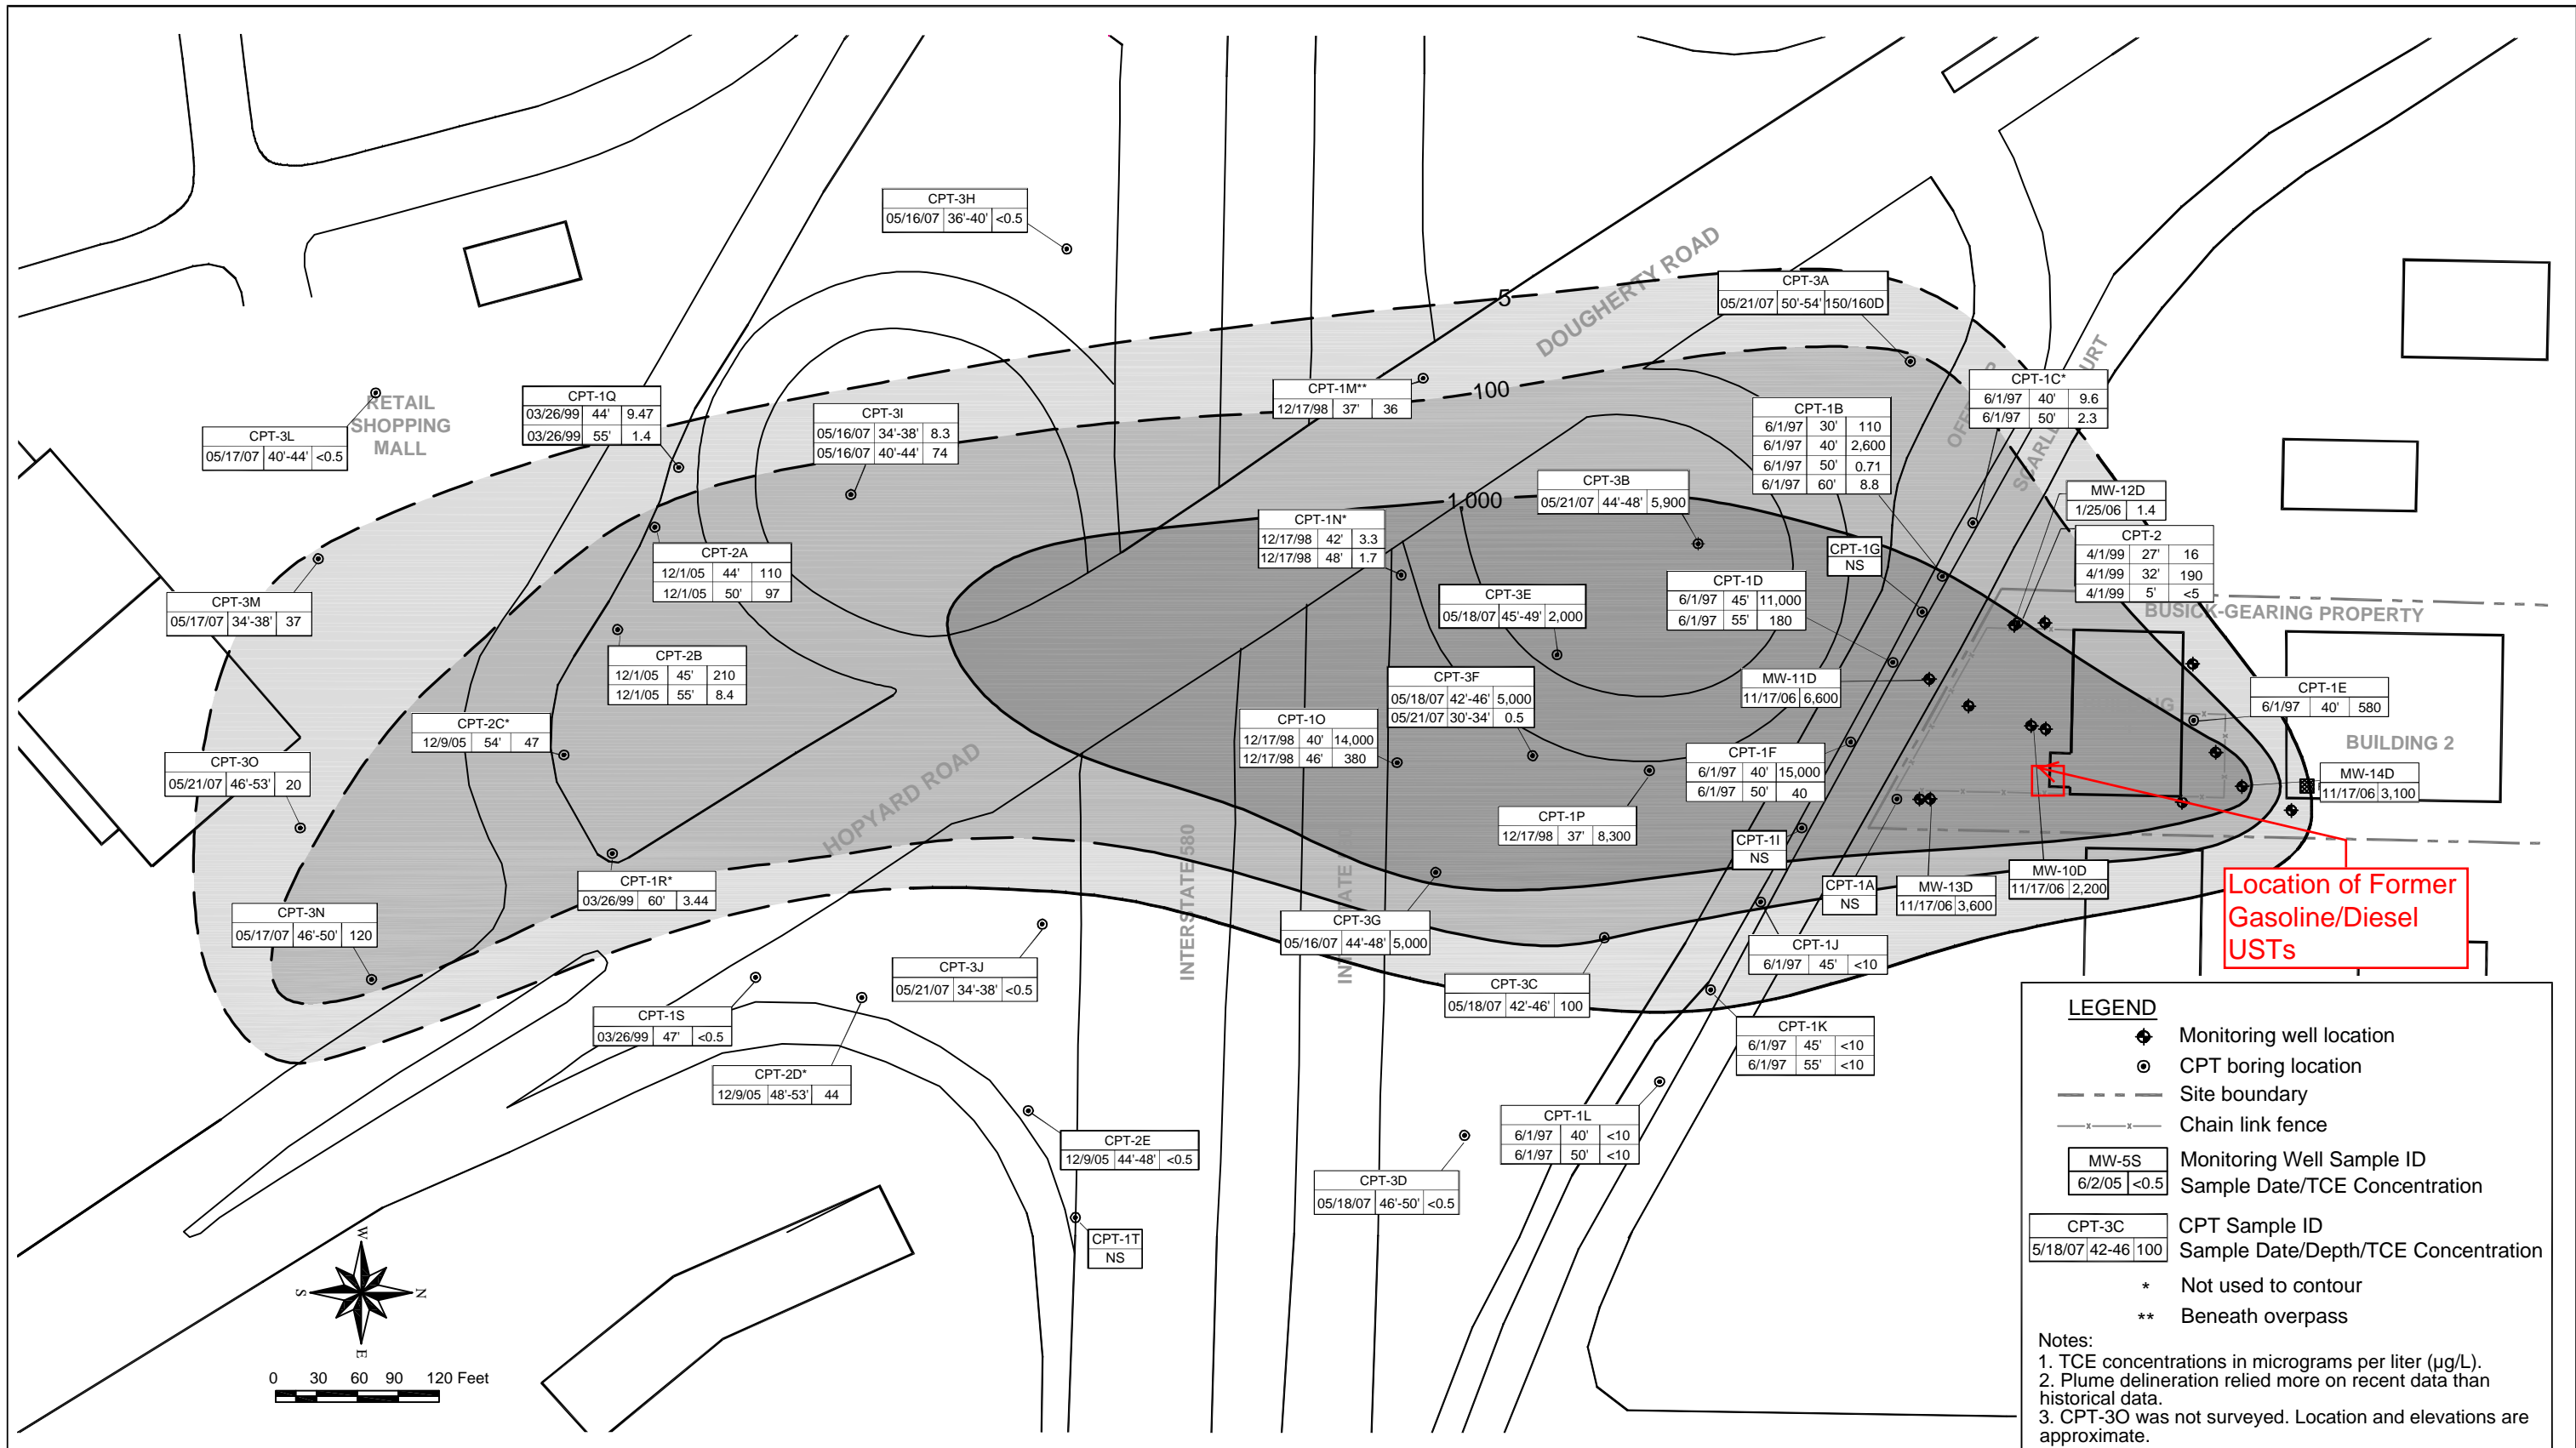 CPT-3H
05/16/07 36'-40' <0.5
DOUGHERTY ROAD
5
CPT-3A
05/21/07 50'-54' 150/160D
RETAIL
SHOPPING
MALL
CPT-3L
05/17/07 40'-44' <0.5
CPT-1Q
03/26/99 44' 9.47
03/26/99 55' 1.4
CPT-3I
05/16/07 34'-38' 8.3
05/16/07 40'-44' 74
CPT-1M**
12/17/98 37' 36
100
CPT-1B
6/1/97 30' 110
6/1/97 40' 2,600
6/1/97 50' 0.71
6/1/97 60' 8.8
CPT-1C*
6/1/97 40' 9.6
6/1/97 50' 2.3
CPT-3B
05/21/07 44'-48' 5,900
1,000
MW-12D
1/25/06 1.4
CPT-2
4/1/99 27' 16
4/1/99 32' 190
4/1/99 5' <5
CPT-1N*
12/17/98 42' 3.3
12/17/98 48' 1.7
CPT-1G
NS
CPT-2A
12/1/05 44' 110
12/1/05 50' 97
CPT-3M
05/17/07 34'-38' 37
CPT-3E
05/18/07 45'-49' 2,000
CPT-1D
6/1/97 45' 11,000
6/1/97 55' 180
BUSICK-GEARING PROPERTY
CPT-2B
12/1/05 45' 210
12/1/05 55' 8.4
CPT-3F
05/18/07 42'-46' 5,000
05/21/07 30'-34' 0.5
MW-11D
11/17/06 6,600
CPT-1E
6/1/97 40' 580
CPT-2C*
12/9/05 54' 47
CPT-1O
12/17/98 40' 14,000
12/17/98 46' 380
CPT-1F
6/1/97 40' 15,000
6/1/97 50' 40
BUILDING 2
CPT-3O
05/21/07 46'-53' 20
MW-14D
11/17/06 3,100
HOPYARD ROAD
CPT-1P
12/17/98 37' 8,300
CPT-1I
NS
INTERSTATE 580
CPT-1R*
03/26/99 60' 3.44
CPT-1A
NS
MW-13D
11/17/06 3,600
MW-10D
11/17/06 2,200
Location of Former
Gasoline/Diesel
USTs
CPT-3N
05/17/07 46'-50' 120
CPT-3G
05/16/07 44'-48' 5,000
CPT-1J
6/1/97 45' <10
CPT-3J
05/21/07 34'-38' <0.5
CPT-3C
05/18/07 42'-46' 100
CPT-1S
03/26/99 47' <0.5
CPT-1K
6/1/97 45' <10
6/1/97 55' <10
CPT-2D*
12/9/05 48'-53' 44
CPT-1L
6/1/97 40' <10
6/1/97 50' <10
CPT-2E
12/9/05 44'-48' <0.5
CPT-3D
05/18/07 46'-50' <0.5
CPT-1T
NS
W
S N
E
0 30 60 90 120 Feet
LEGEND
Monitoring well location
CPT boring location
Site boundary
Chain link fence
MW-5S Monitoring Well Sample ID
6/2/05 <0.5 Sample Date/TCE Concentration
CPT-3C CPT Sample ID
5/18/07 42-46 100 Sample Date/Depth/TCE Concentration
* Not used to contour
** Beneath overpass
Notes:
1. TCE concentrations in micrograms per liter (µg/L).
2. Plume delineration relied more on recent data than
historical data.
3. CPT-3O was not surveyed. Location and elevations are
approximate.